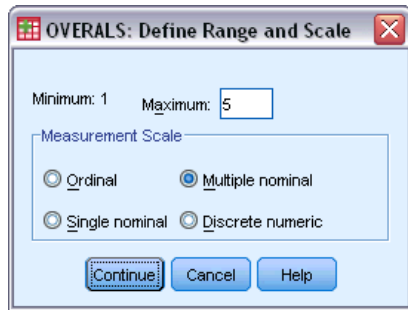 OVERALS: Define Range and Scale
Minimum: 1 Maximum: 5
Measurement Scale
Ordinal Multiple nominal
Single nominal Discrete numeric
Continue Cancel Help